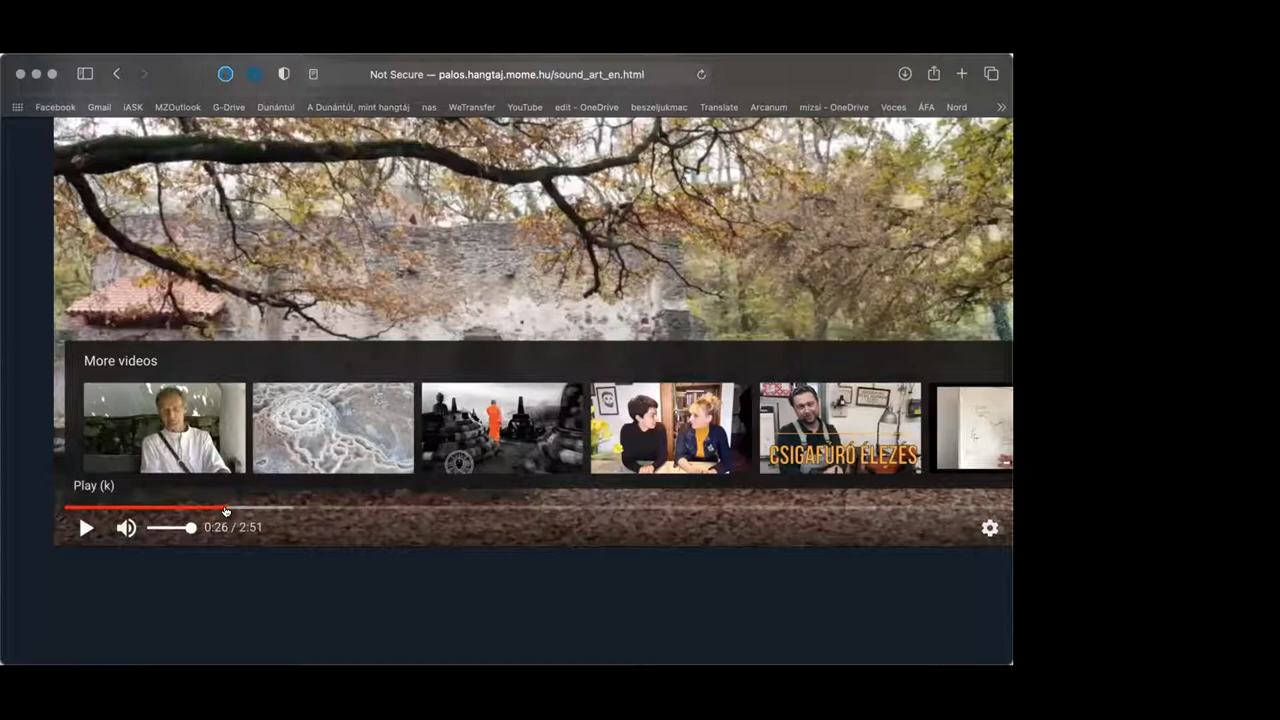 Not Secure — palos.hangtaj.mome.hu/sound_art_en.html
Facebook Gmail iASK MZOutlook G-Drive Dunántúl A Dunántúl, mint hangtáj nas WeTransfer YouTube edit - OneDrive beszeljukmac Translate Arcanum mizsi - OneDrive Voces ÁFA Nord
More videos
CSIGAFÚRÓ ÉLEZÉS
Play (k)
0:26 / 2:51